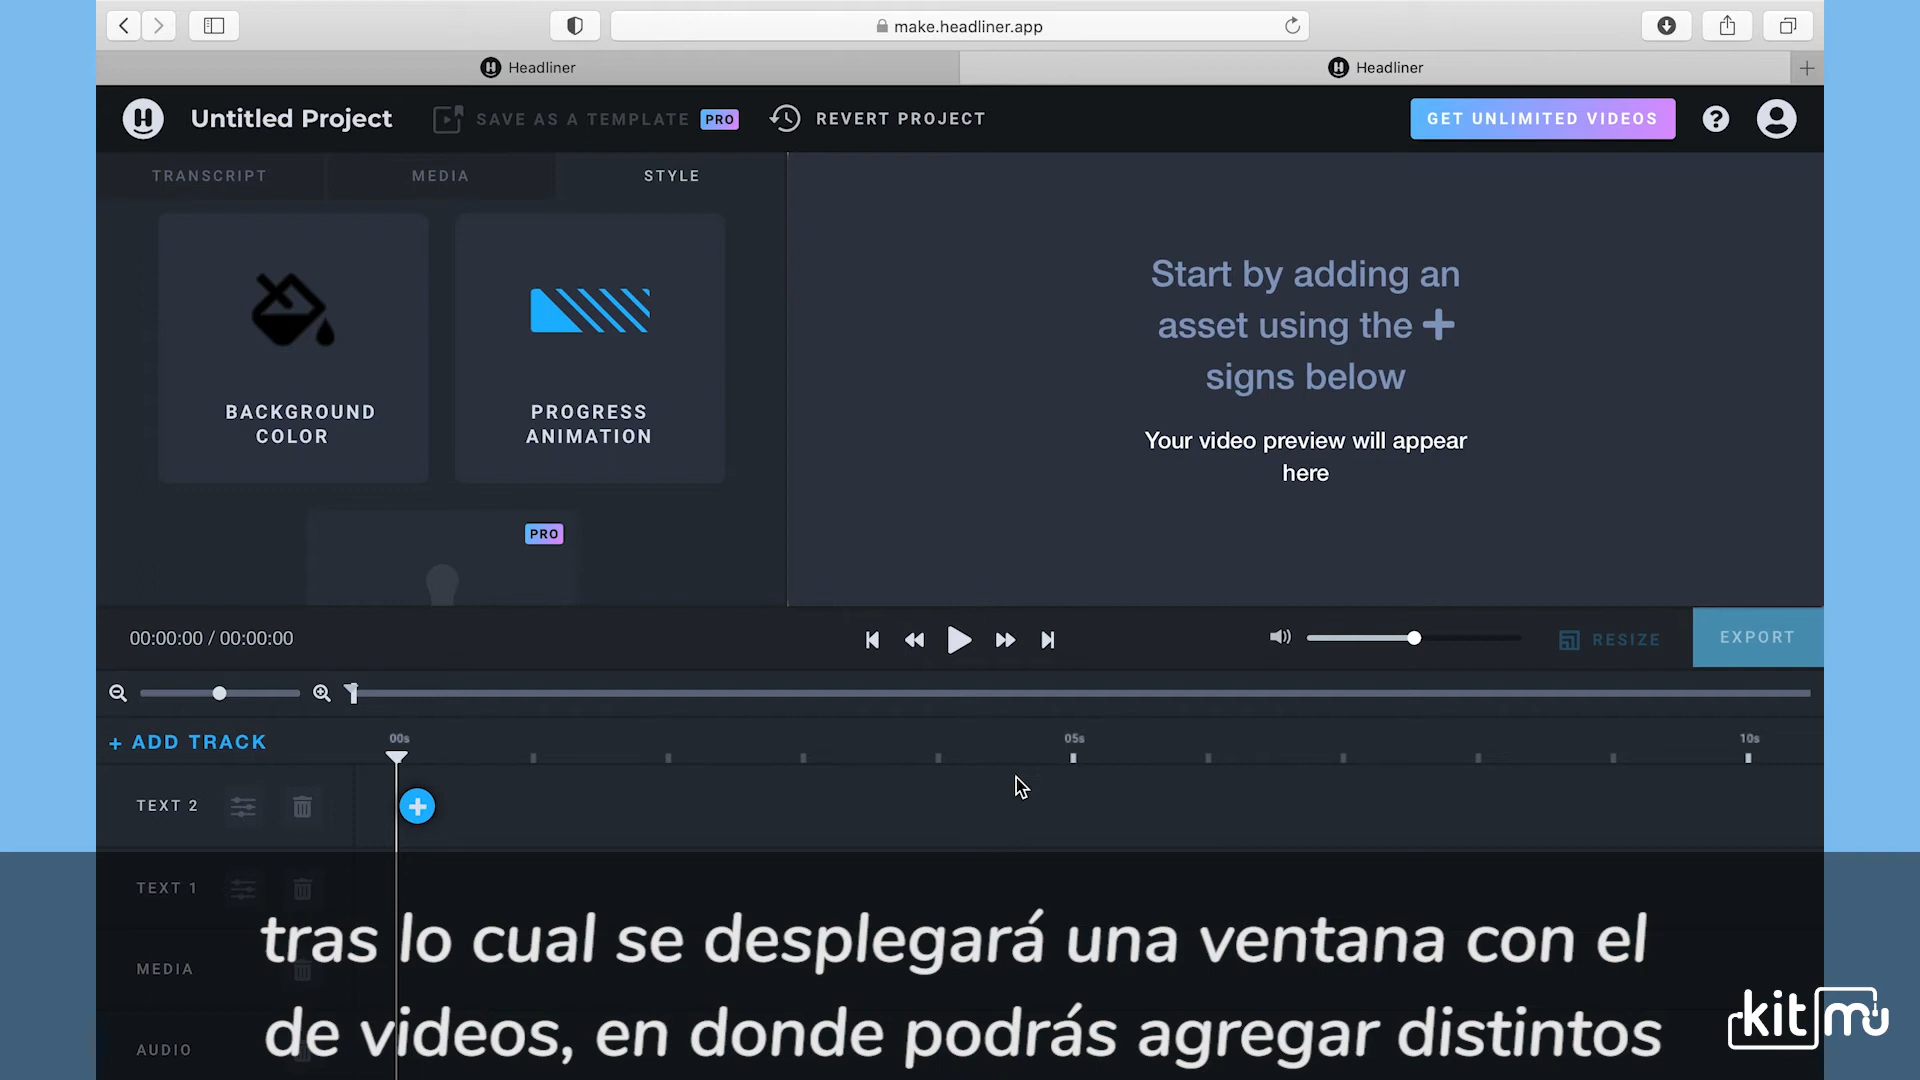 make.headliner.app
Headliner
Headliner
Untitled Project
SAVE AS A TEMPLATE PRO
REVERT PROJECT
GET UNLIMITED VIDEOS
TRANSCRIPT
MEDIA
STYLE
BACKGROUND
COLOR
PROGRESS
ANIMATION
PRO
Start by adding an
asset using the +
signs below
Your video preview will appear
here
00:00:00 / 00:00:00
RESIZE
EXPORT
+ ADD TRACK
00s
05s
10s
TEXT 2
TEXT 1
MEDIA
AUDIO
tras lo cual se desplegará una ventana con el
de videos, en donde podrás agregar distintos
kit mu